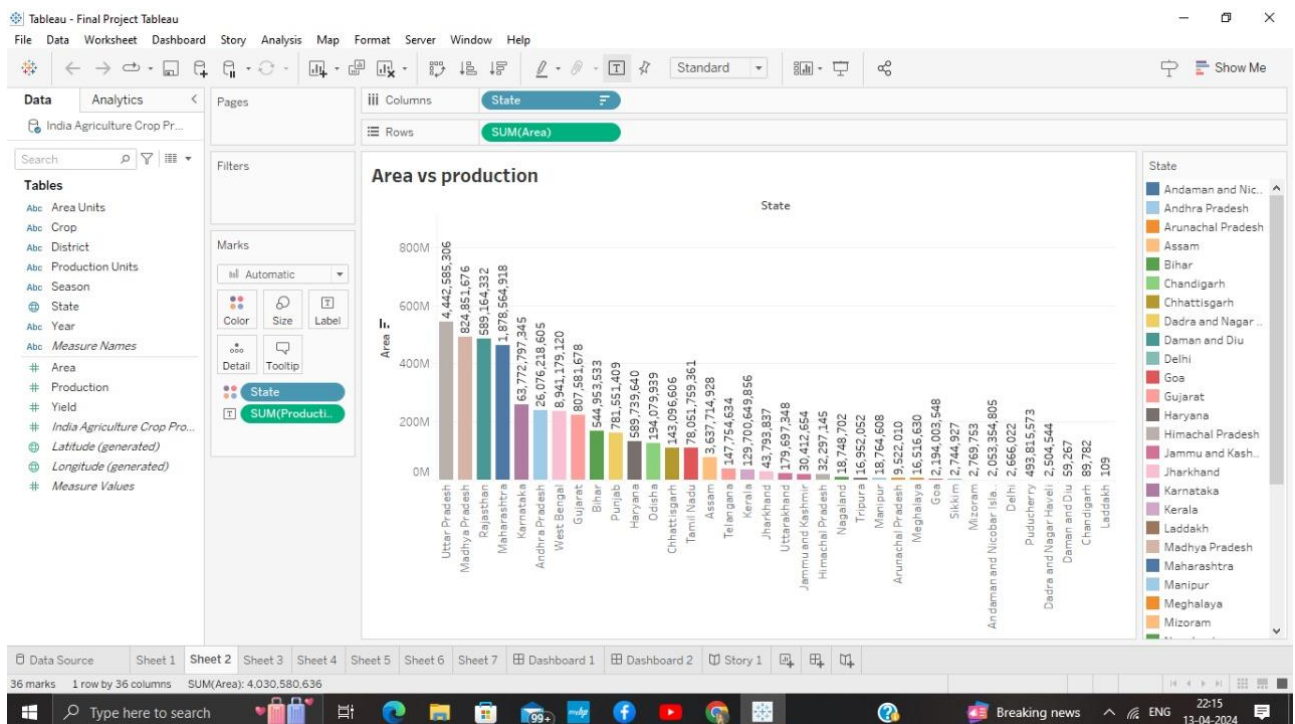 Tableau - Final Project Tableau
File Data Worksheet Dashboard Story Analysis Map Format Server Window Help
Standard
Show Me
Data Analytics
India Agriculture Crop Pr...
Search
Tables
Abc Area Units
Abc Crop
Abc District
Abc Production Units
Abc Season
State
Abc Year
Abc Measure Names
# Area
# Production
# Yield
# India Agriculture Crop Pro...
Latitude (generated)
Longitude (generated)
# Measure Values
Pages
Filters
Marks
Automatic
Color Size Label
Detail Tooltip
State
SUM(Producti..
Columns State
Rows SUM(Area)
Area vs production
State
Area
800M
600M
400M
200M
0M
4,442,585,306
824,851,676
589,164,332
1,878,564,918
63,772,797,345
26,076,218,605
8,941,179,120
807,581,678
544,953,533
781,551,409
589,739,640
194,079,939
143,096,606
78,051,759,361
3,637,714,928
147,754,634
129,700,649,856
43,793,837
179,697,348
30,412,654
32,297,145
18,748,702
16,952,052
18,764,608
9,522,010
16,516,630
2,194,003,548
2,744,927
2,769,753
2,053,354,805
2,666,022
493,815,573
2,504,544
59,267
89,782
109
Uttar Pradesh
Madhya Pradesh
Rajasthan
Maharashtra
Karnataka
Andhra Pradesh
West Bengal
Gujarat
Bihar
Punjab
Haryana
Odisha
Chhattisgarh
Tamil Nadu
Assam
Telangana
Kerala
Jharkhand
Uttarakhand
Jammu and Kashmir
Himachal Pradesh
Nagaland
Tripura
Manipur
Arunachal Pradesh
Meghalaya
Goa
Sikkim
Mizoram
Andaman and Nicobar Isla..
Delhi
Puducherry
Dadra and Nagar Haveli
Daman and Diu
Chandigarh
Laddakh
State
Andaman and Nic..
Andhra Pradesh
Arunachal Pradesh
Assam
Bihar
Chandigarh
Chhattisgarh
Dadra and Nagar ..
Daman and Diu
Delhi
Goa
Gujarat
Haryana
Himachal Pradesh
Jammu and Kash..
Jharkhand
Karnataka
Kerala
Laddakh
Madhya Pradesh
Maharashtra
Manipur
Meghalaya
Mizoram
Data Source Sheet 1 Sheet 2 Sheet 3 Sheet 4 Sheet 5 Sheet 6 Sheet 7 Dashboard 1 Dashboard 2 Story 1
36 marks 1 row by 36 columns SUM(Area): 4,030,580,636
Type here to search 99+ Breaking news ENG 22:15
13-04-2024